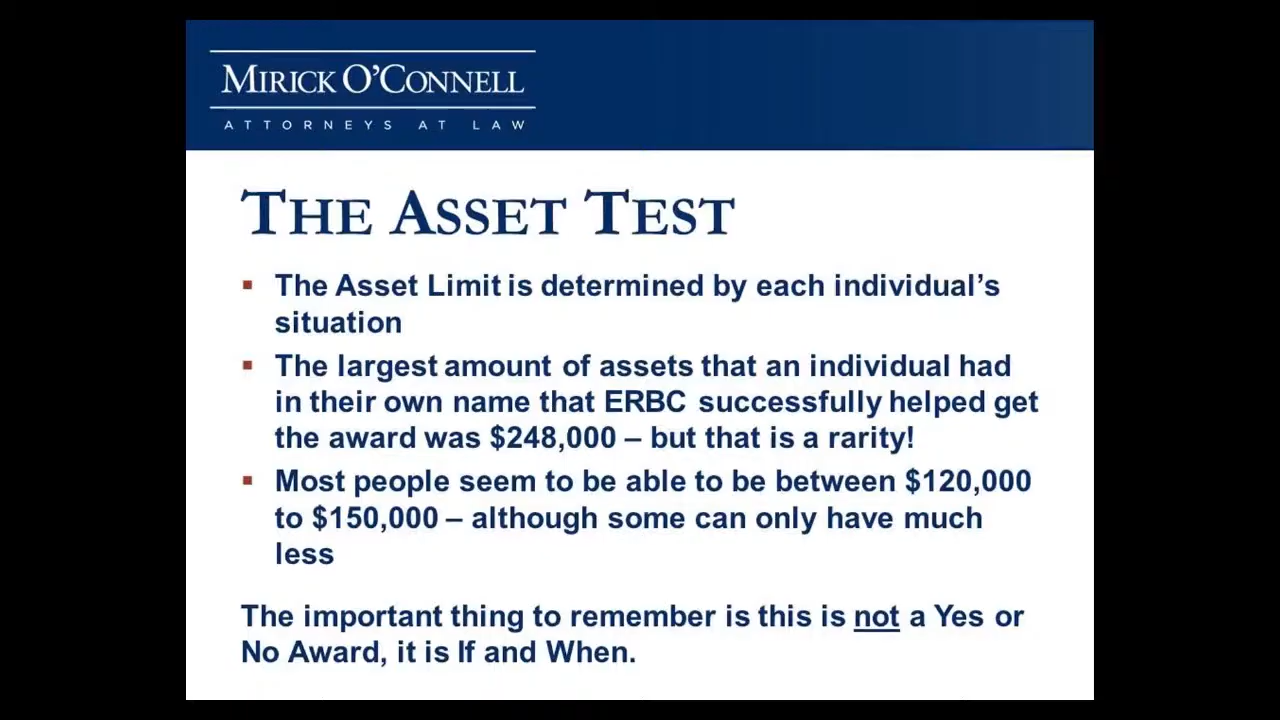 MIRICK O'CONNELL
ATTORNEYS AT LAW
THE ASSET TEST
▪ The Asset Limit is determined by each individual’s
situation
▪ The largest amount of assets that an individual had
in their own name that ERBC successfully helped get
the award was $248,000 – but that is a rarity!
▪ Most people seem to be able to be between $120,000
to $150,000 – although some can only have much
less
The important thing to remember is this is not a Yes or
No Award, it is If and When.